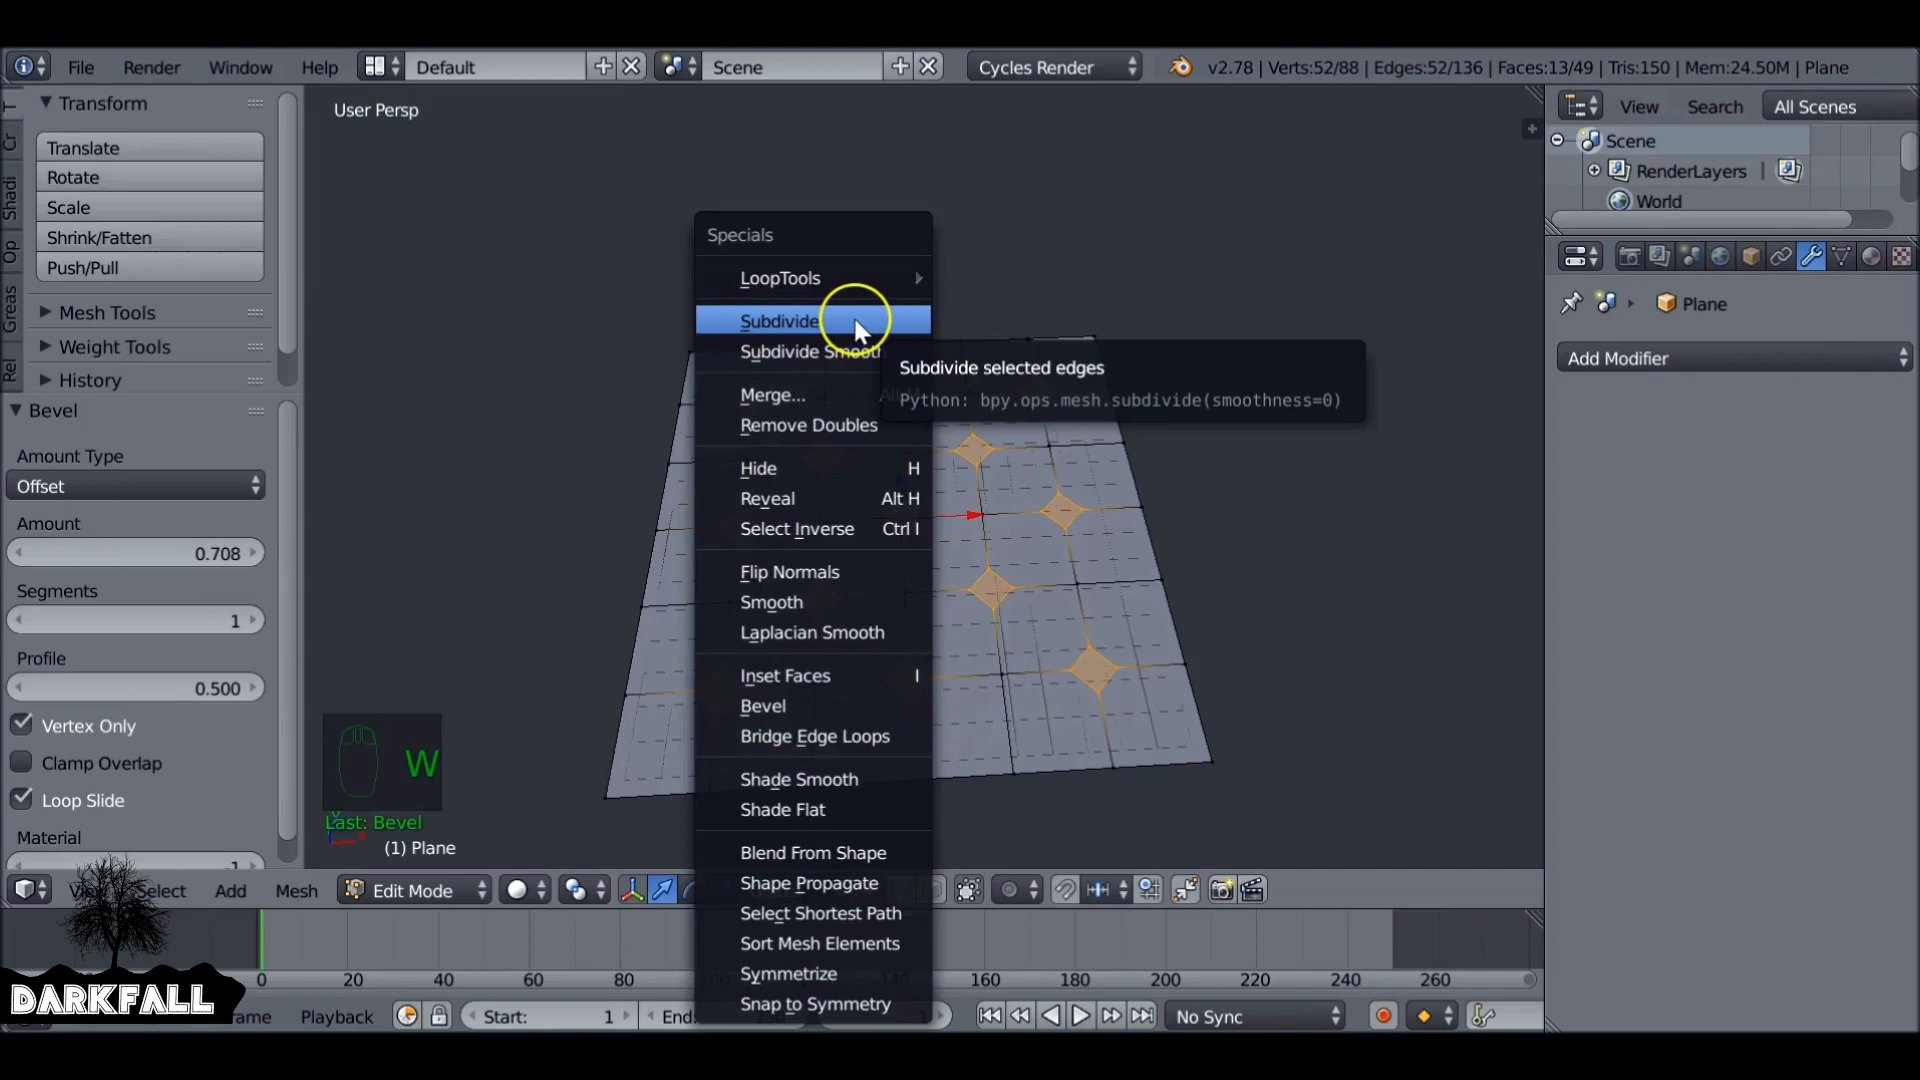 File Render Window Help Default Scene Cycles Render v2.78 | Verts:52/88 | Edges:52/136 | Faces:13/49 | Tris:150 | Mem:24.50M | Plane
T
Cr
Shadi
Op
Greas
Rel
Transform
Translate
Rotate
Scale
Shrink/Fatten
Push/Pull
Mesh Tools
Weight Tools
History
Bevel
Amount Type
Offset
Amount
0.708
Segments
1
Profile
0.500
Vertex Only
Clamp Overlap
Loop Slide
Material
-1
User Persp
Specials
LoopTools
Subdivide
Subdivide Smooth
Merge...
Remove Doubles
Hide H
Reveal Alt H
Select Inverse Ctrl I
Flip Normals
Smooth
Laplacian Smooth
Inset Faces I
Bevel
Bridge Edge Loops
Shade Smooth
Shade Flat
Blend From Shape
Shape Propagate
Select Shortest Path
Sort Mesh Elements
Symmetrize
Snap to Symmetry
Subdivide selected edges
Python: bpy.ops.mesh.subdivide(smoothness=0)
W
Last: Bevel
(1) Plane
View Search All Scenes
Scene
RenderLayers
World
Plane
Add Modifier
Select Add Mesh Edit Mode
0 20 40 60 80 160 180 200 220 240 260
DARKFALL
Playback Start: 1 End: No Sync